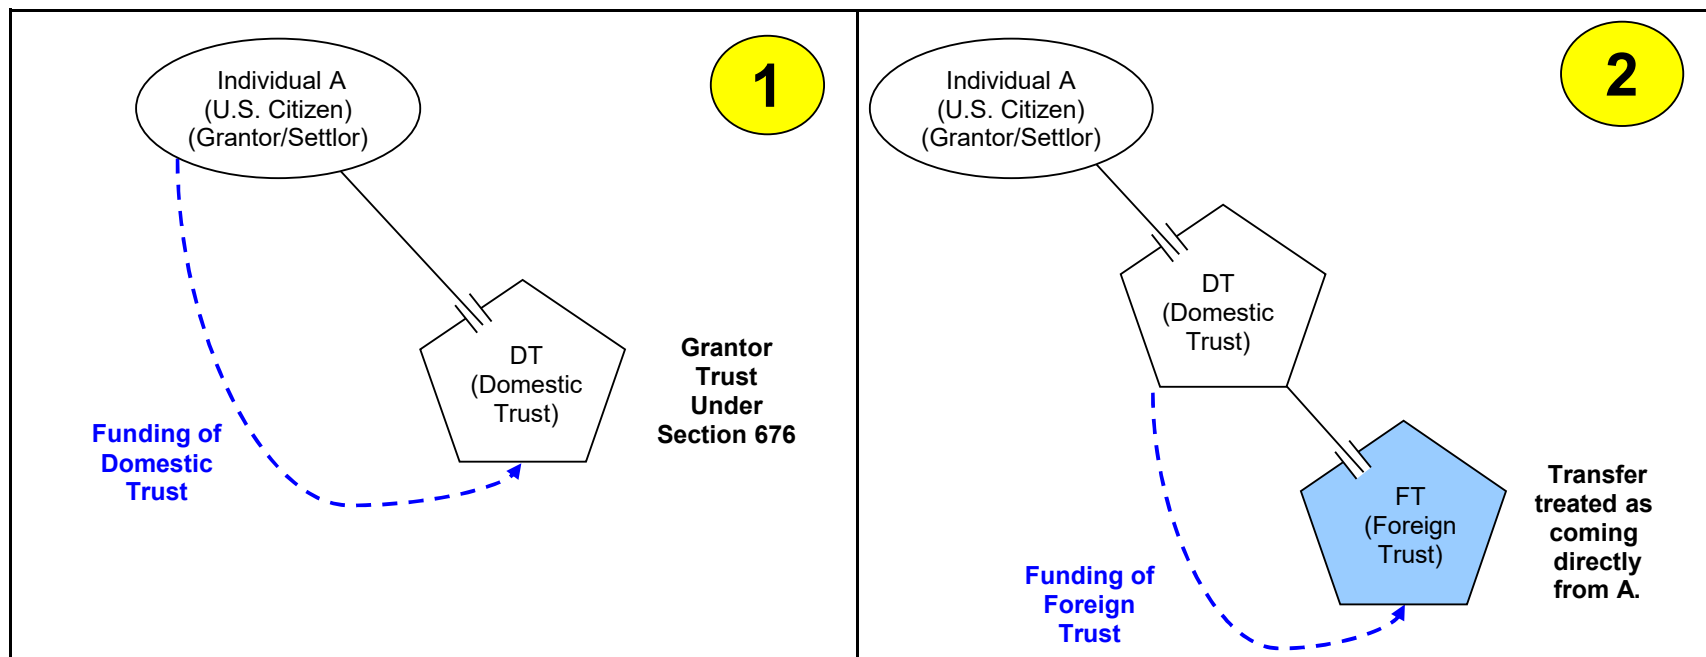 Individual A
(U.S. Citizen)
(Grantor/Settlor)
1
DT
(Domestic
Trust)
Grantor
Trust
Under
Section 676
Funding of
Domestic
Trust
Individual A
(U.S. Citizen)
(Grantor/Settlor)
2
DT
(Domestic
Trust)
FT
(Foreign
Trust)
Transfer
treated as
coming
directly
from A.
Funding of
Foreign
Trust